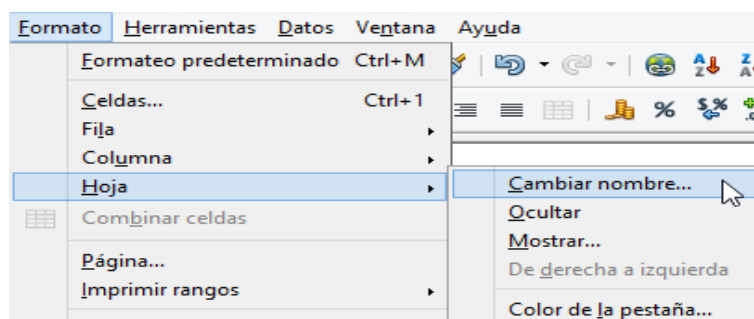 Formato Herramientas Datos Ventana Ayuda
Formateo predeterminado Ctrl+M
Celdas... Ctrl+1
Fila
Columna
Hoja
Combinar celdas
Página...
Imprimir rangos
Cambiar nombre...
Ocultar
Mostrar...
De derecha a izquierda
Color de la pestaña...